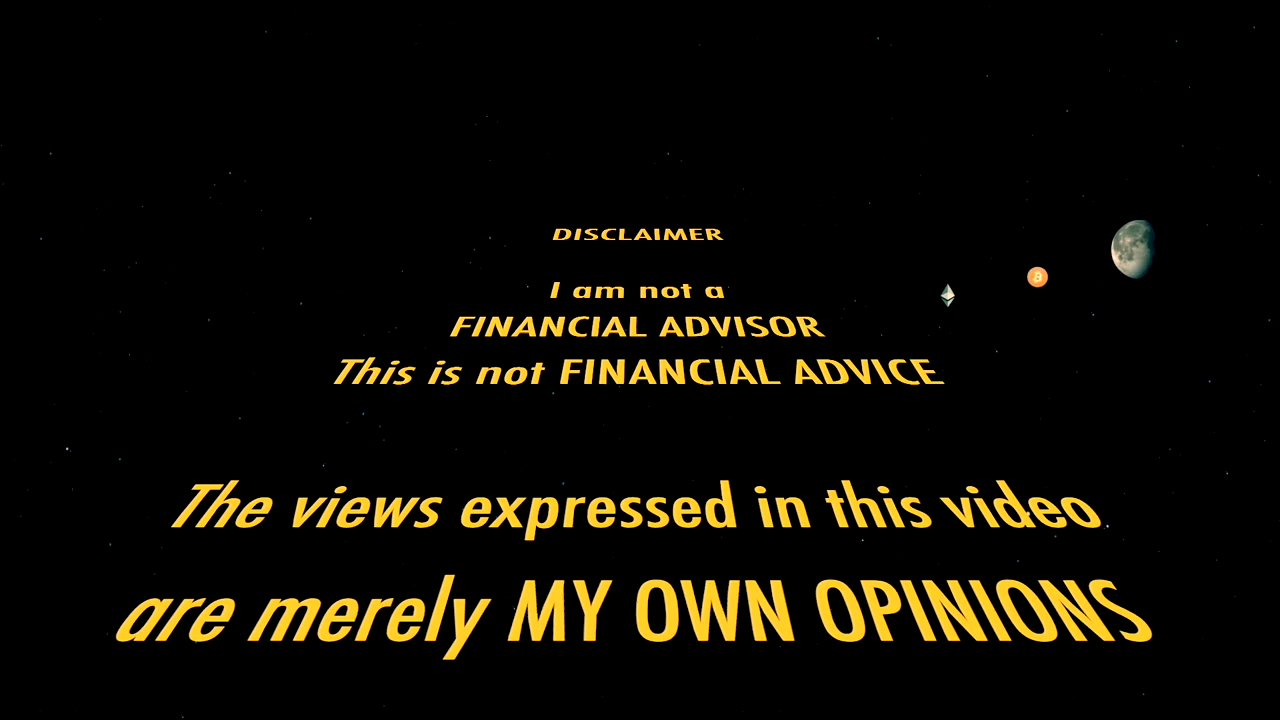 DISCLAIMER
I am not a
FINANCIAL ADVISOR
This is not FINANCIAL ADVICE
The views expressed in this video
are merely MY OWN OPINIONS